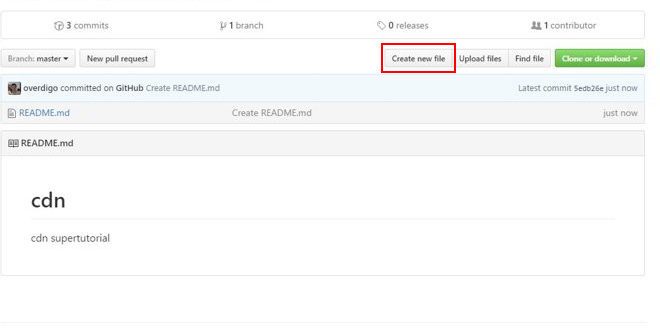 3 commits 1 branch 0 releases 1 contributor
Branch: master New pull request Create new file Upload files Find file Clone or download
overdigo committed on GitHub Create README.md Latest commit 5edb26e just now
README.md Create README.md just now
README.md
cdn
cdn supertutorial